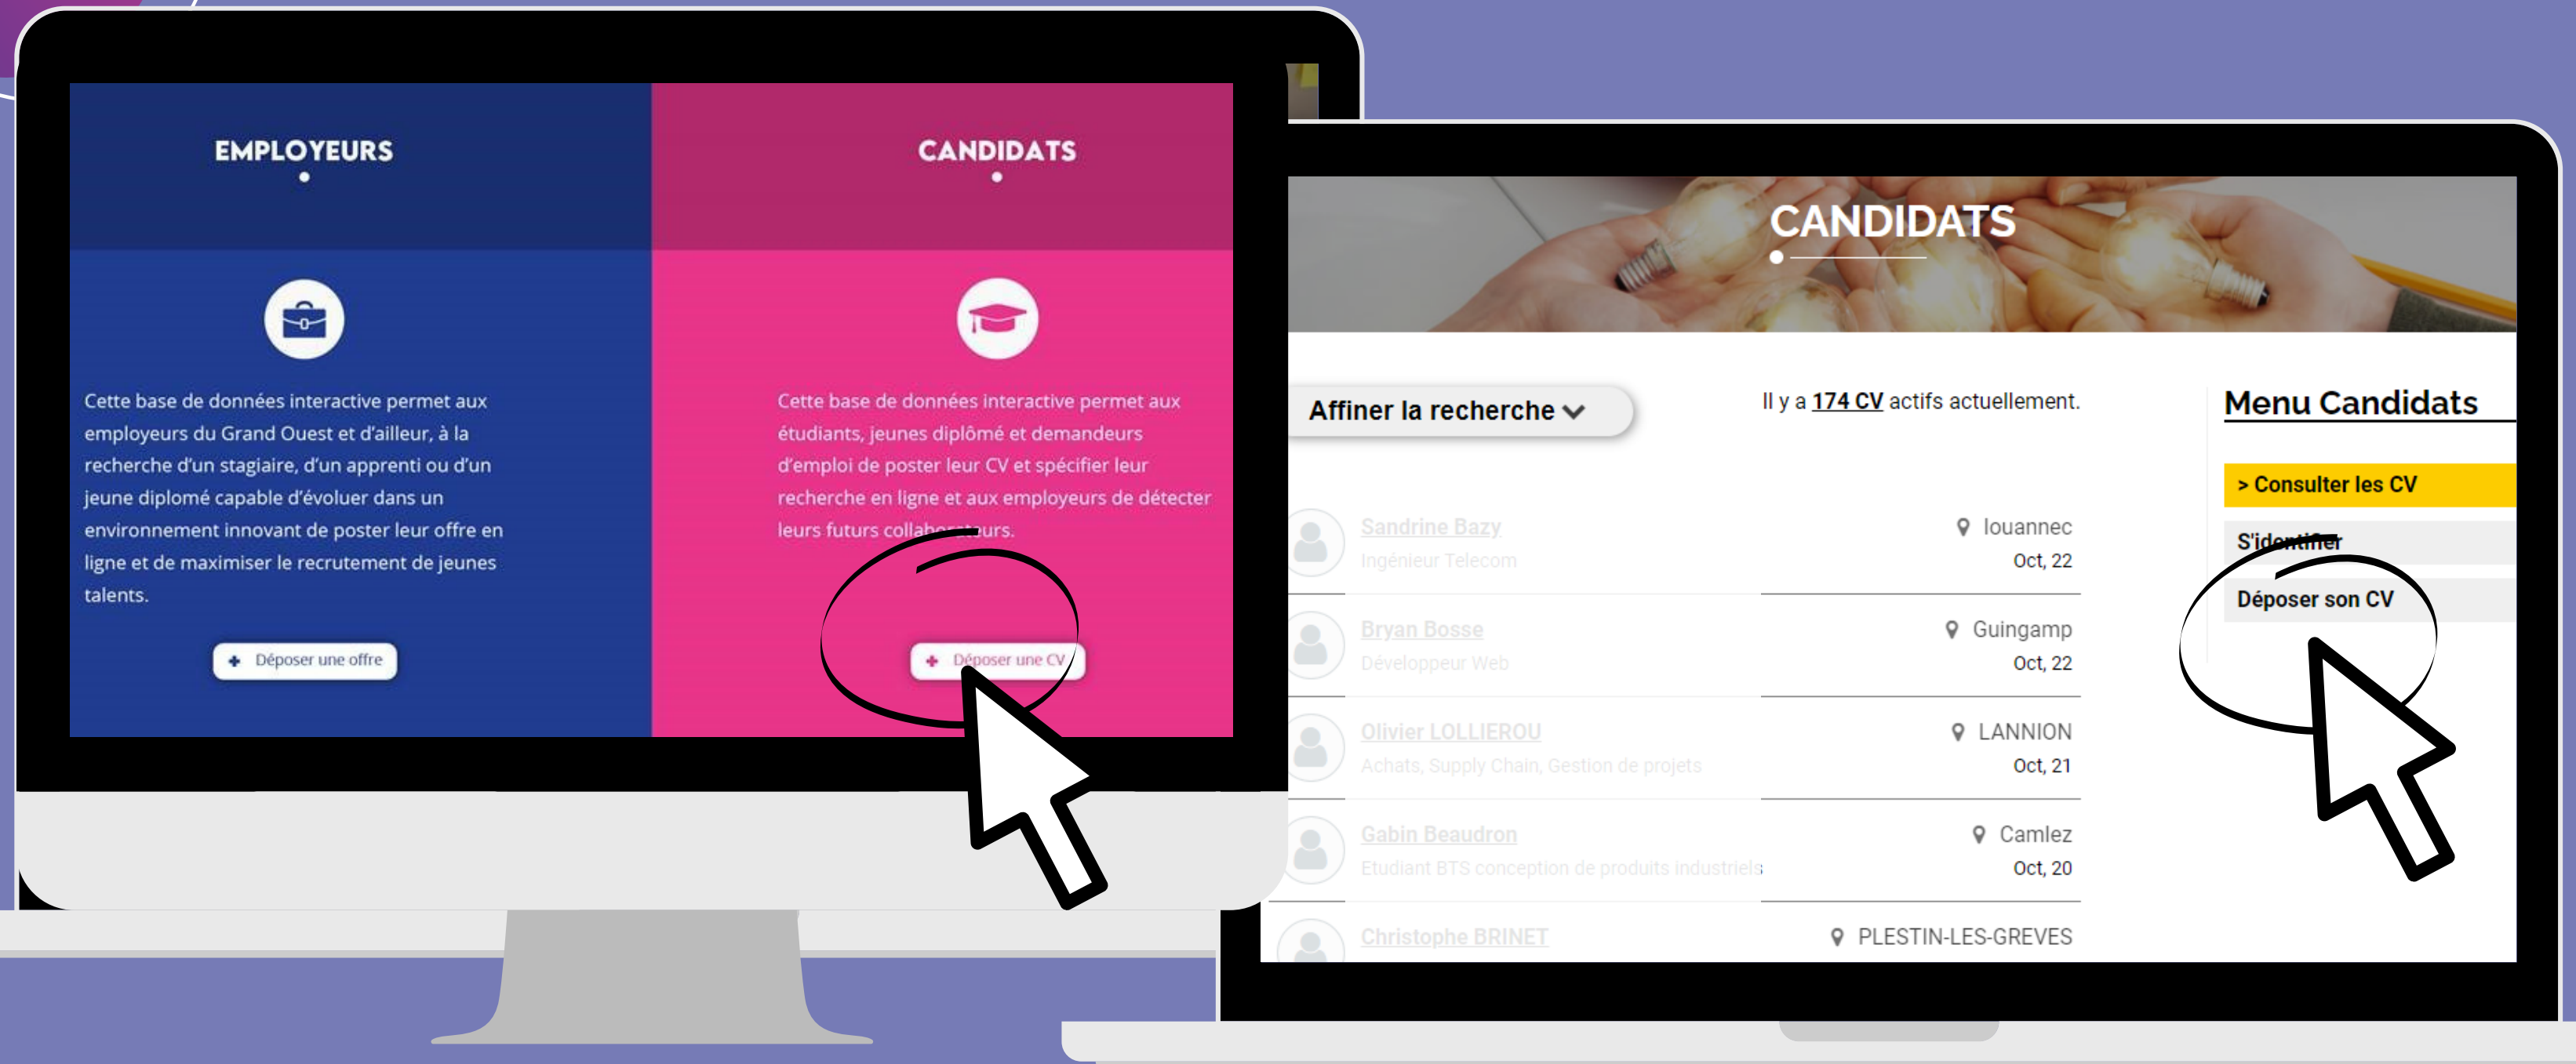 EMPLOYEURS
Cette base de données interactive permet aux
employeurs du Grand Ouest et d'ailleur, à la
recherche d'un stagiaire, d'un apprenti ou d'un
jeune diplomé capable d'évoluer dans un
environnement innovant de poster leur offre en
ligne et de maximiser le recrutement de jeunes
talents.
Déposer une offre
CANDIDATS
Cette base de données interactive permet aux
étudiants, jeunes diplômé et demandeurs
d'emploi de poster leur CV et spécifier leur
recherche en ligne et aux employeurs de détecter
leurs futurs collaborateurs.
Déposer une CV
CANDIDATS
Affiner la recherche
Il y a 174 CV actifs actuellement.
Sandrine Bazy
Ingénieur Telecom
louannec
Oct, 22
Bryan Bosse
Développeur Web
Guingamp
Oct, 22
Olivier LOLLIEROU
Achats, Supply Chain, Gestion de projets
LANNION
Oct, 21
Gabin Beaudron
Etudiant BTS conception de produits industriels
Camlez
Oct, 20
Christophe BRINET
PLESTIN-LES-GREVES
Menu Candidats
> Consulter les CV
S'identifier
Déposer son CV